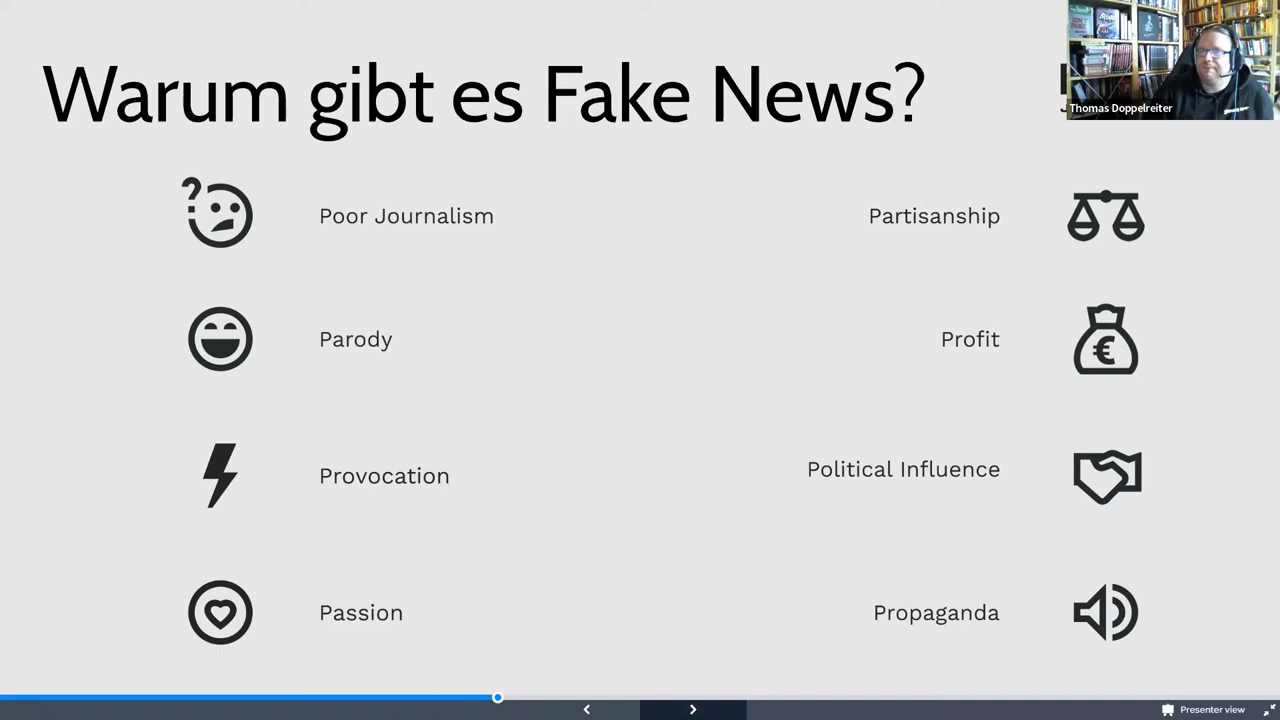 Warum gibt es Fake News?
Thomas Doppelreiter
Poor Journalism
Partisanship
Parody
Profit
Provocation
Political Influence
Passion
Propaganda
Presenter view